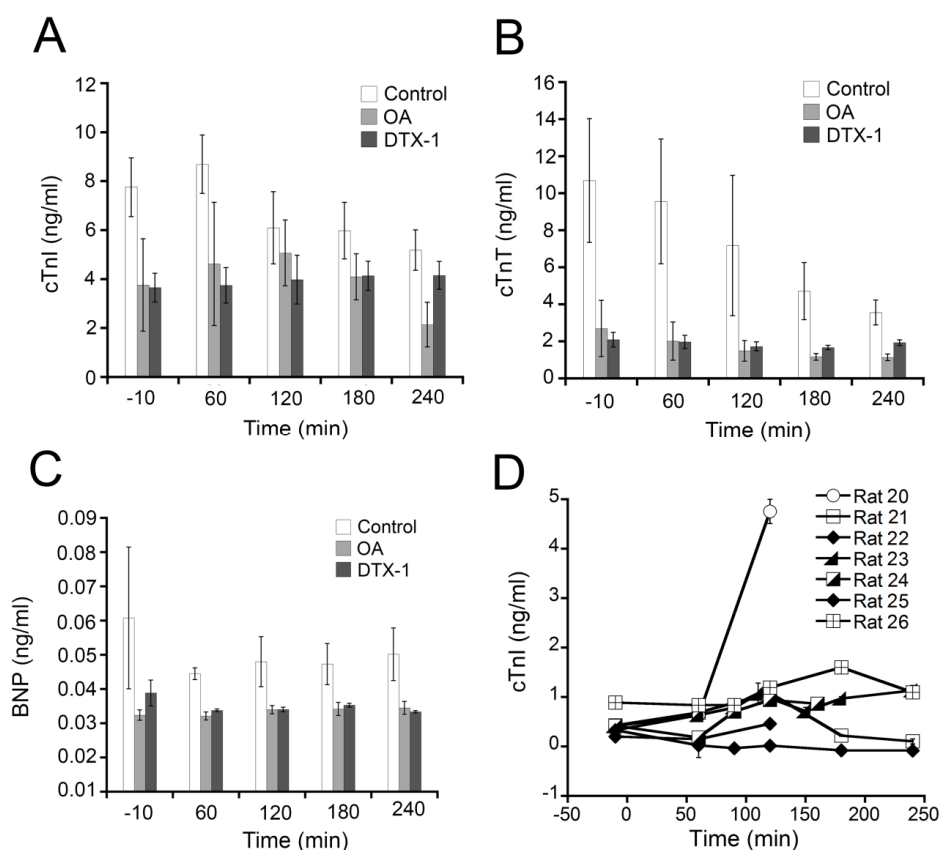 A
cTnI (ng/ml)
12
10
8
6
4
2
0
Control
OA
DTX-1
-10 60 120 180 240
Time (min)
B
cTnT (ng/ml)
16
14
12
10
8
6
4
2
0
Control
OA
DTX-1
-10 60 120 180 240
Time (min)
C
BNP (ng/ml)
0.09
0.08
0.07
0.06
0.05
0.04
0.03
0.02
0.01
Control
OA
DTX-1
-10 60 120 180 240
Time (min)
D
cTnI (ng/ml)
5
4
3
2
1
0
-1
Rat 20
Rat 21
Rat 22
Rat 23
Rat 24
Rat 25
Rat 26
-50 0 50 100 150 200 250
Time (min)